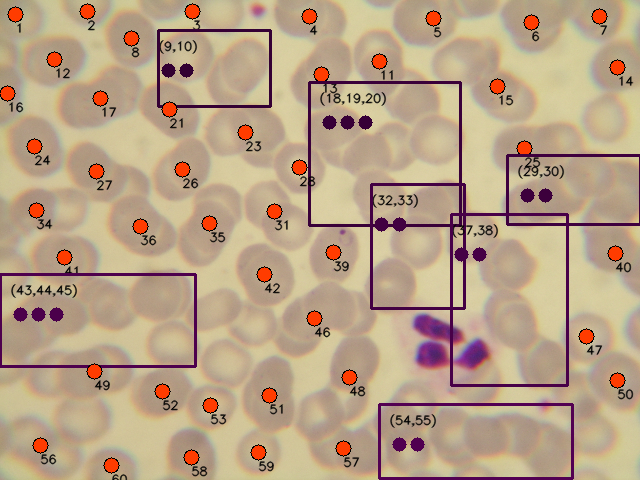 1 2 3 4 5 6 7
8 (9,10)
11 12 13 14
15 16 17 (18,19,20)
21 23 24 25
26 27 28 (29,30)
31 (32,33) 34 35 36
(37,38)
39 40 41 42
(43,44,45)
46 47 48 49 50
51 52 53
(54,55)
56 57 58 59 60